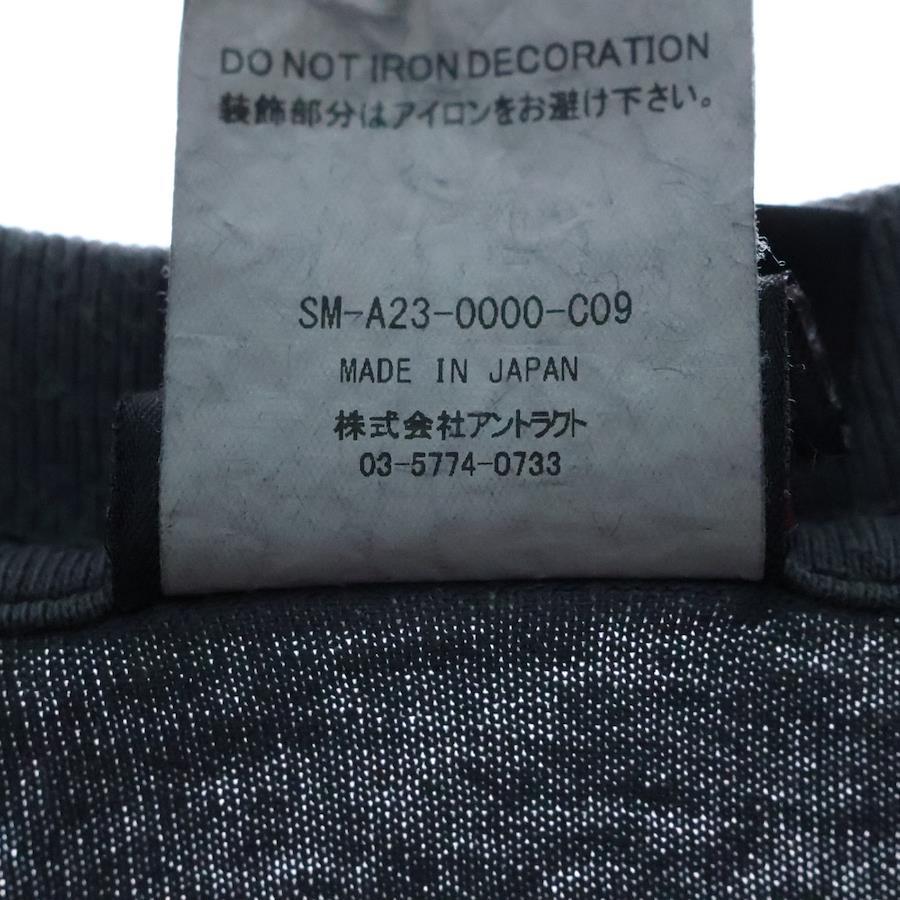 DO NOT IRON DECORATION
装飾部分はアイロンをお避け下さい。
SM-A23-0000-C09
MADE IN JAPAN
株式会社アントラクト
03-5774-0733